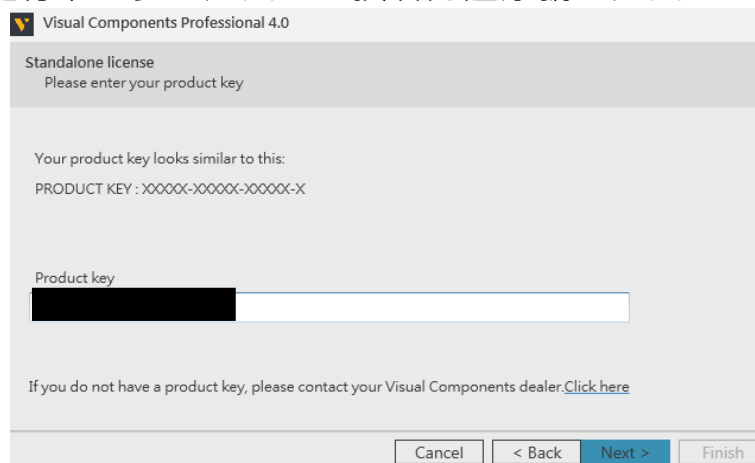 Visual Components Professional 4.0
Standalone license
Please enter your product key
Your product key looks similar to this:
PRODUCT KEY : XXXXX-XXXXX-XXXXX-X
Product key
If you do not have a product key, please contact your Visual Components dealer.Click here
Cancel < Back Next > Finish